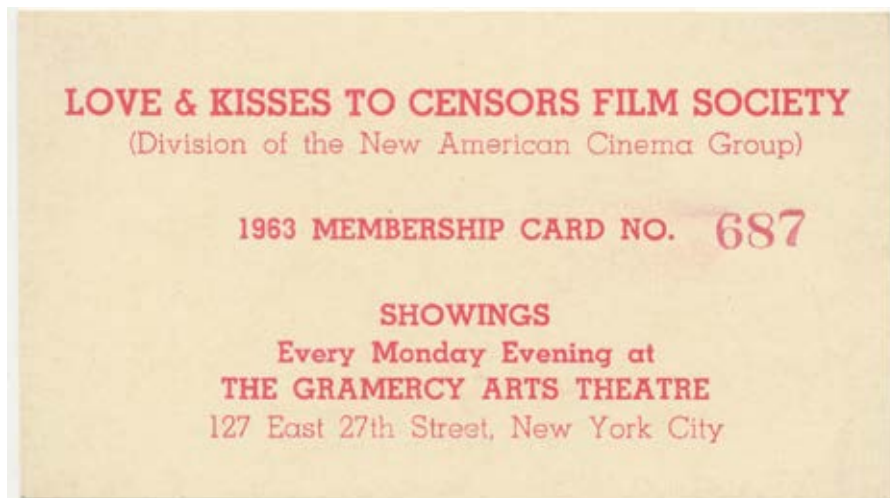 LOVE & KISSES TO CENSORS FILM SOCIETY
(Division of the New American Cinema Group)
1963 MEMBERSHIP CARD NO. 687
SHOWINGS
Every Monday Evening at
THE GRAMERCY ARTS THEATRE
127 East 27th Street, New York City